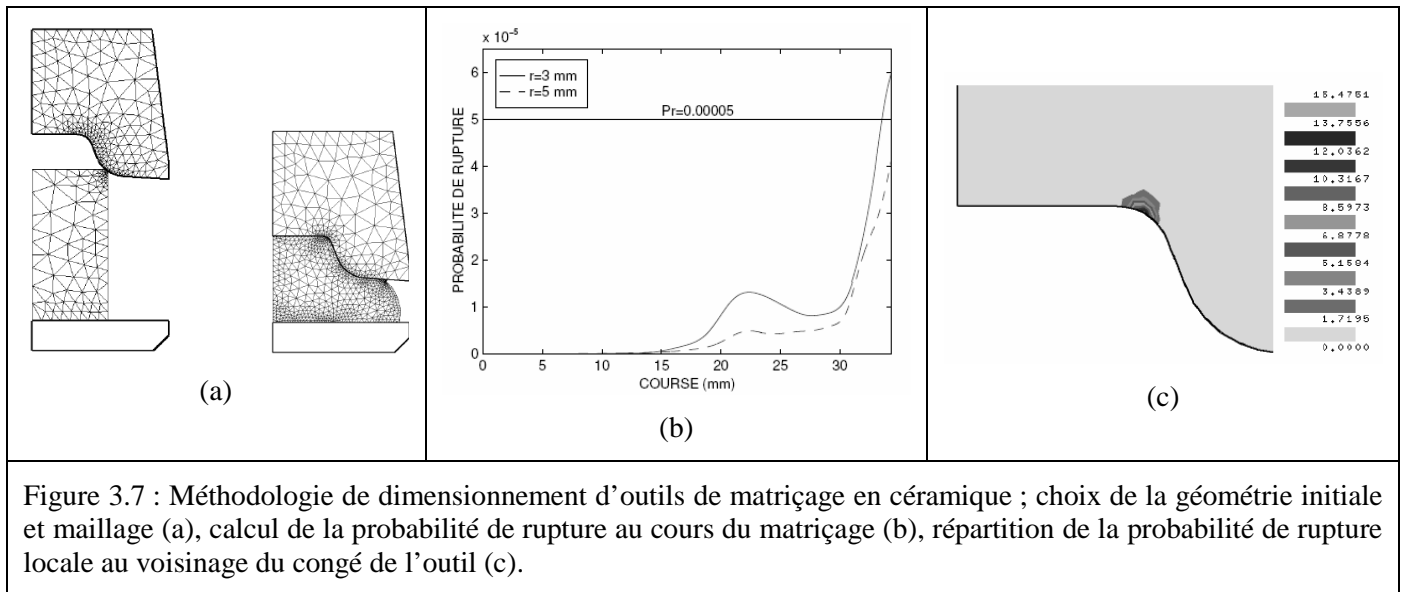 (a)
x 10⁻⁵
6
5
4
3
2
1
0
PROBABILITE DE RUPTURE
r=3 mm
r=5 mm
Pr=0.00005
0 5 10 15 20 25 30
COURSE (mm)
(b)
15.4751
13.7556
12.0362
10.3167
8.5973
6.8778
5.1584
3.4389
1.7195
0.0000
(c)
Figure 3.7 : Méthodologie de dimensionnement d’outils de matriçage en céramique ; choix de la géométrie initiale
et maillage (a), calcul de la probabilité de rupture au cours du matriçage (b), répartition de la probabilité de rupture
locale au voisinage du congé de l’outil (c).